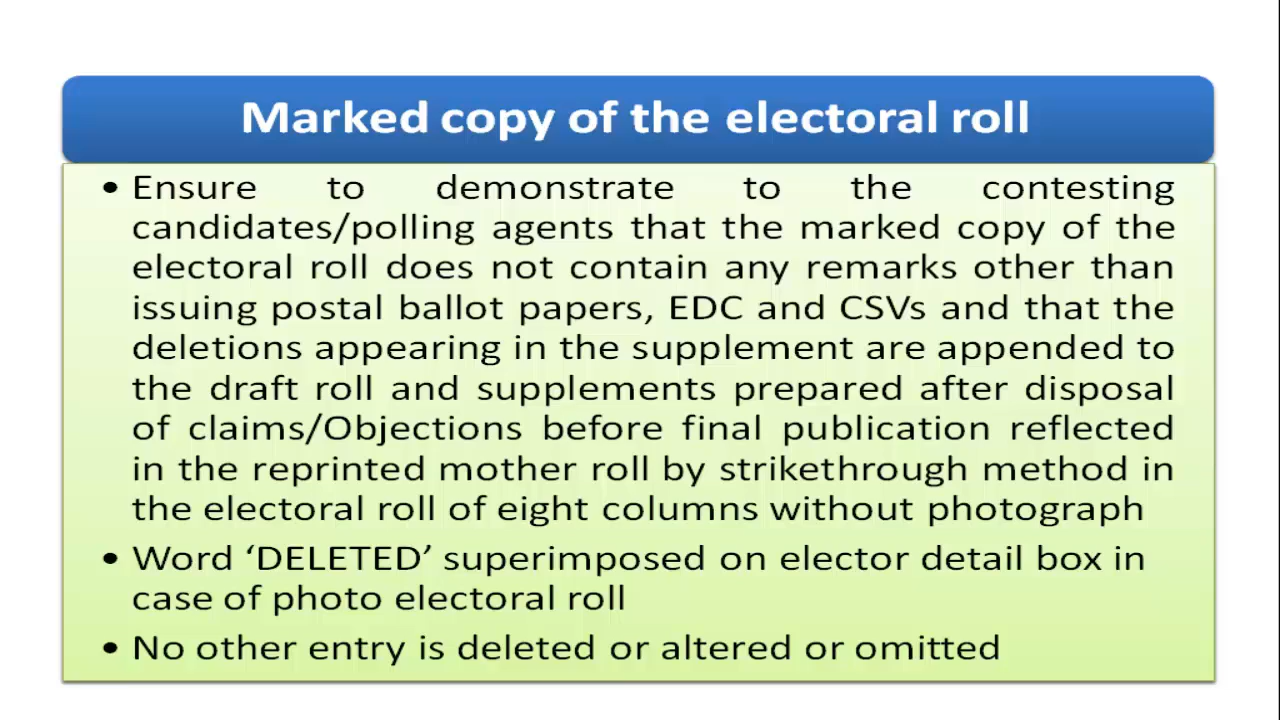 Marked copy of the electoral roll
• Ensure to demonstrate to the contesting
candidates/polling agents that the marked copy of the
electoral roll does not contain any remarks other than
issuing postal ballot papers, EDC and CSVs and that the
deletions appearing in the supplement are appended to
the draft roll and supplements prepared after disposal
of claims/Objections before final publication reflected
in the reprinted mother roll by strikethrough method in
the electoral roll of eight columns without photograph
• Word ‘DELETED’ superimposed on elector detail box in
case of photo electoral roll
• No other entry is deleted or altered or omitted